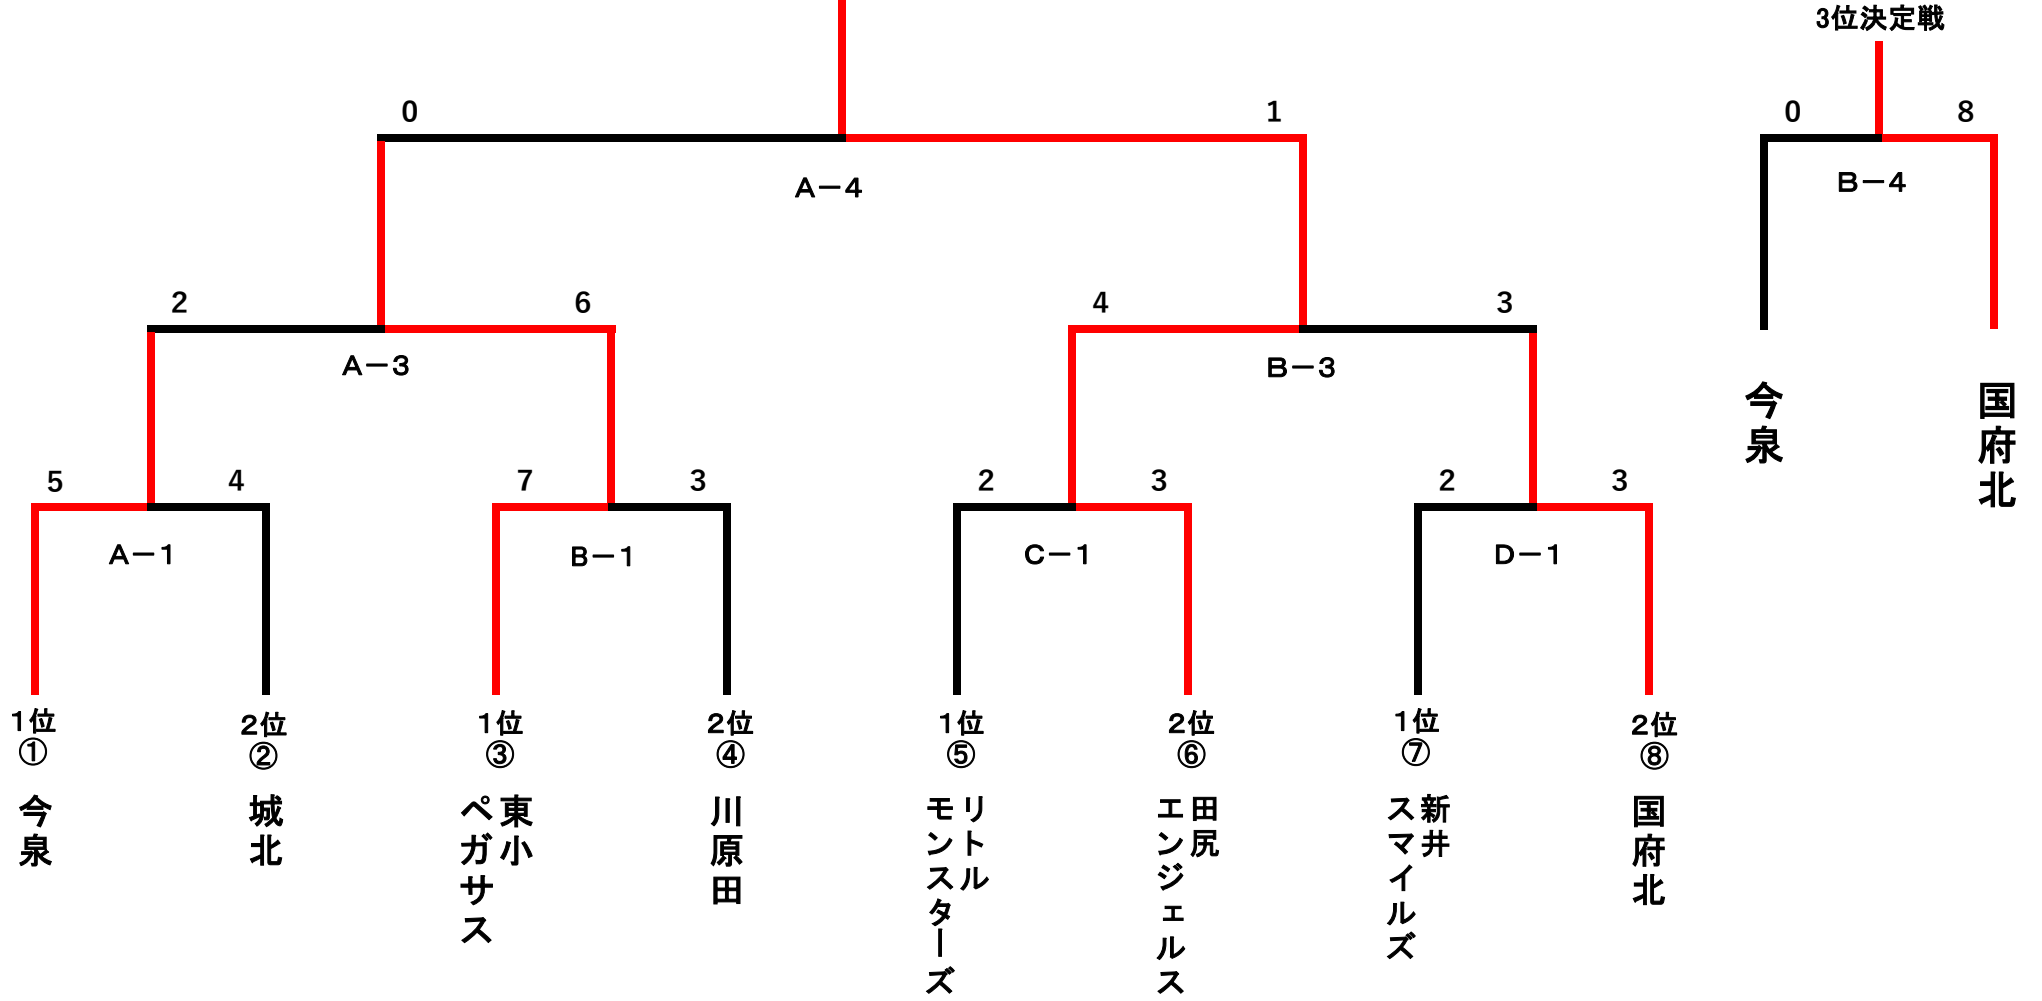 3位決定戦
0
1
0
8
A－4
B－4
2
6
4
3
A－3
B－3
今泉
国府北
5
4
7
3
2
3
2
3
A－1
B－1
C－1
D－1
1位
①
今泉
2位
②
城北
1位
③
東小
ペガサス
2位
④
川原田
1位
⑤
リトル
モンスターズ
2位
⑥
田尻
エンジェルス
1位
⑦
新井
スマイルズ
2位
⑧
国府北